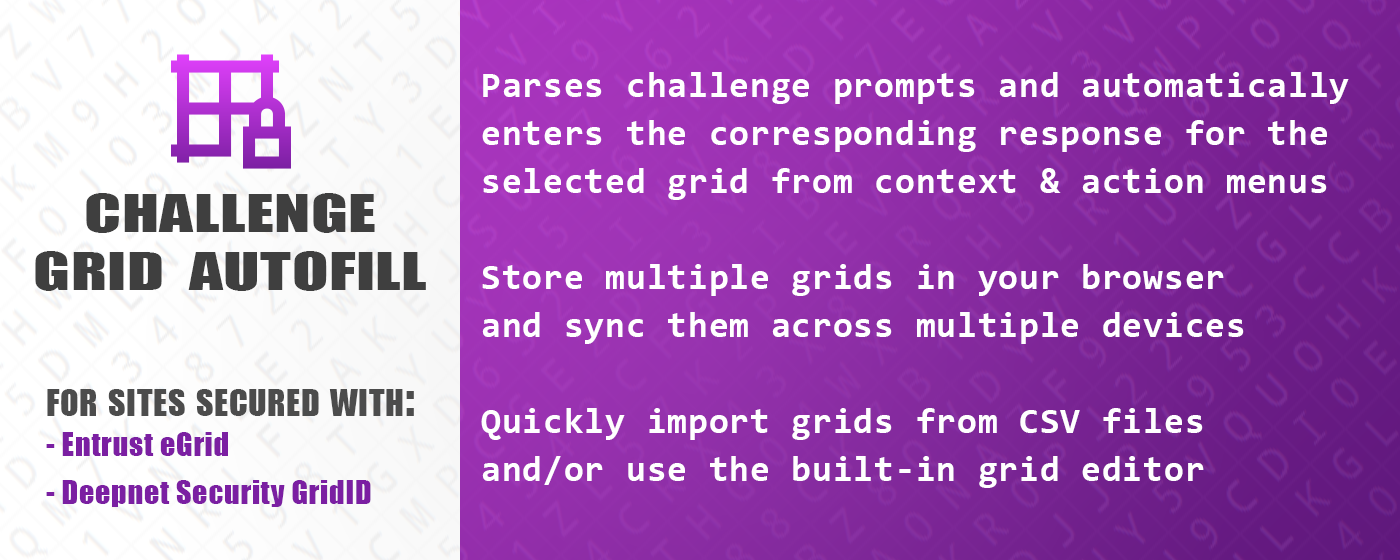 CHALLENGE
GRID AUTOFILL
FOR SITES SECURED WITH:
- Entrust eGrid
- Deepnet Security GridID
Parses challenge prompts and automatically
enters the corresponding response for the
selected grid from context & action menus
Store multiple grids in your browser
and sync them across multiple devices
Quickly import grids from CSV files
and/or use the built-in grid editor